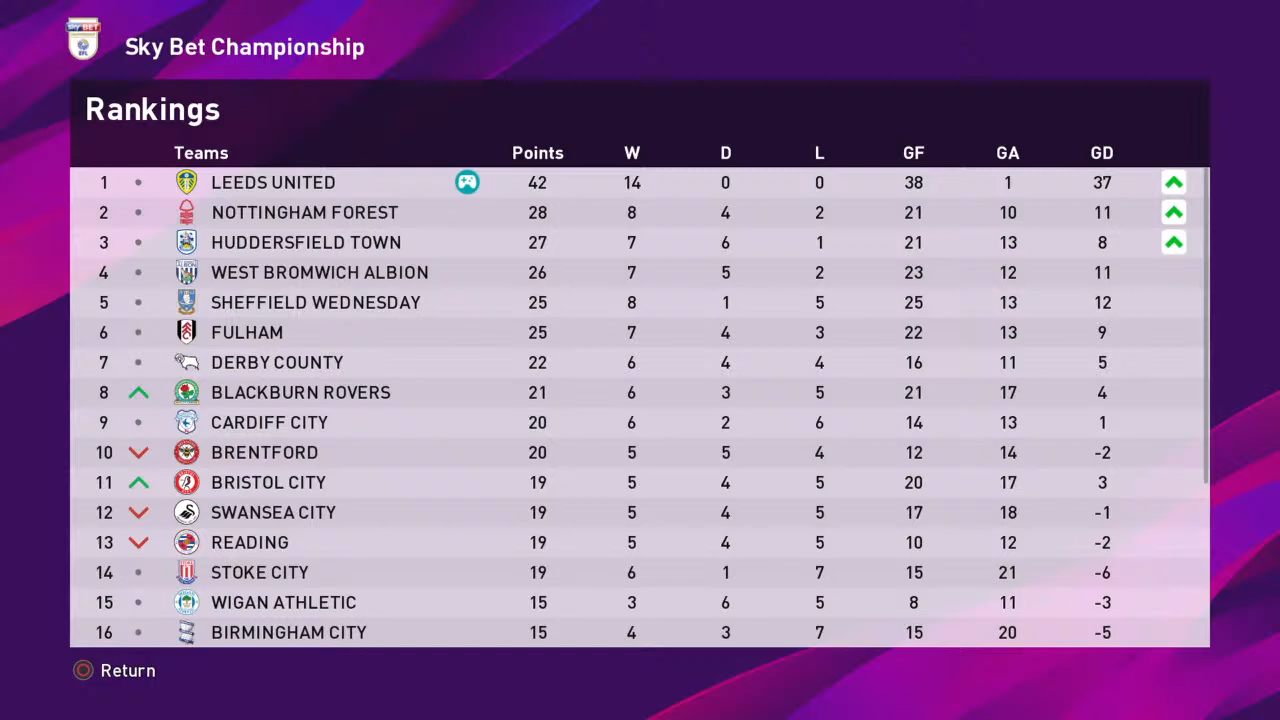 SKY BET
EFL
Sky Bet Championship
Rankings
Teams Points W D L GF GA GD
1 LEEDS UNITED 42 14 0 0 38 1 37
2 NOTTINGHAM FOREST 28 8 4 2 21 10 11
3 HUDDERSFIELD TOWN 27 7 6 1 21 13 8
4 WEST BROMWICH ALBION 26 7 5 2 23 12 11
5 SHEFFIELD WEDNESDAY 25 8 1 5 25 13 12
6 FULHAM 25 7 4 3 22 13 9
7 DERBY COUNTY 22 6 4 4 16 11 5
8 BLACKBURN ROVERS 21 6 3 5 21 17 4
9 CARDIFF CITY 20 6 2 6 14 13 1
10 BRENTFORD 20 5 5 4 12 14 -2
11 BRISTOL CITY 19 5 4 5 20 17 3
12 SWANSEA CITY 19 5 4 5 17 18 -1
13 READING 19 5 4 5 10 12 -2
14 STOKE CITY 19 6 1 7 15 21 -6
15 WIGAN ATHLETIC 15 3 6 5 8 11 -3
16 BIRMINGHAM CITY 15 4 3 7 15 20 -5
Return